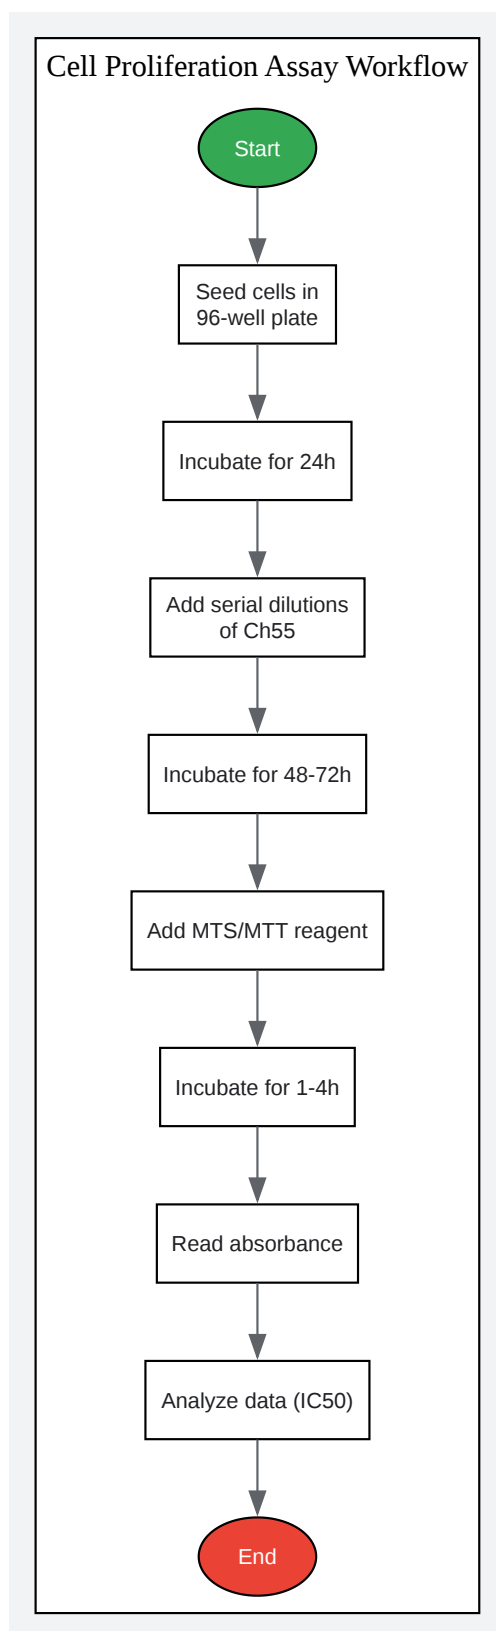 Cell Proliferation Assay Workflow
Start
Seed cells in
96-well plate
Incubate for 24h
Add serial dilutions
of Ch55
Incubate for 48-72h
Add MTS/MTT reagent
Incubate for 1-4h
Read absorbance
Analyze data (IC50)
End